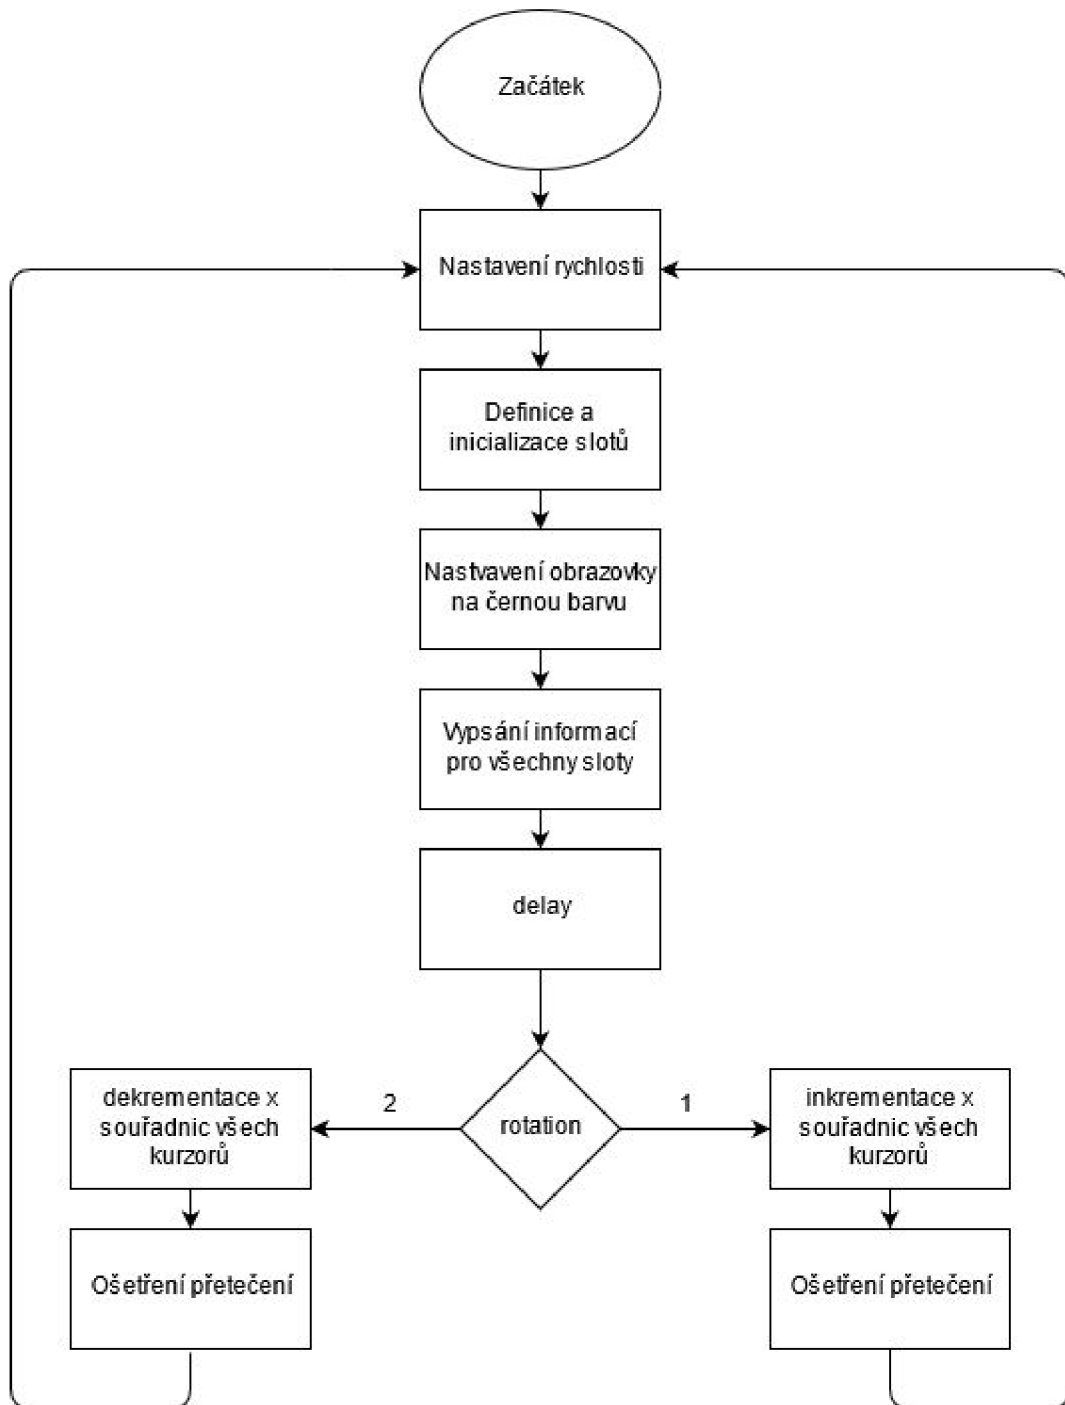 Začátek
Nastavení rychlosti
Definice a
inicializace slotů
Nastvavení obrazovky
na černou barvu
Vypsání informací
pro všechny sloty
delay
rotation
2
1
dekrementace x
souřadnic všech
kurzorů
Ošetření přetečení
inkrementace x
souřadnic všech
kurzorů
Ošetření přetečení